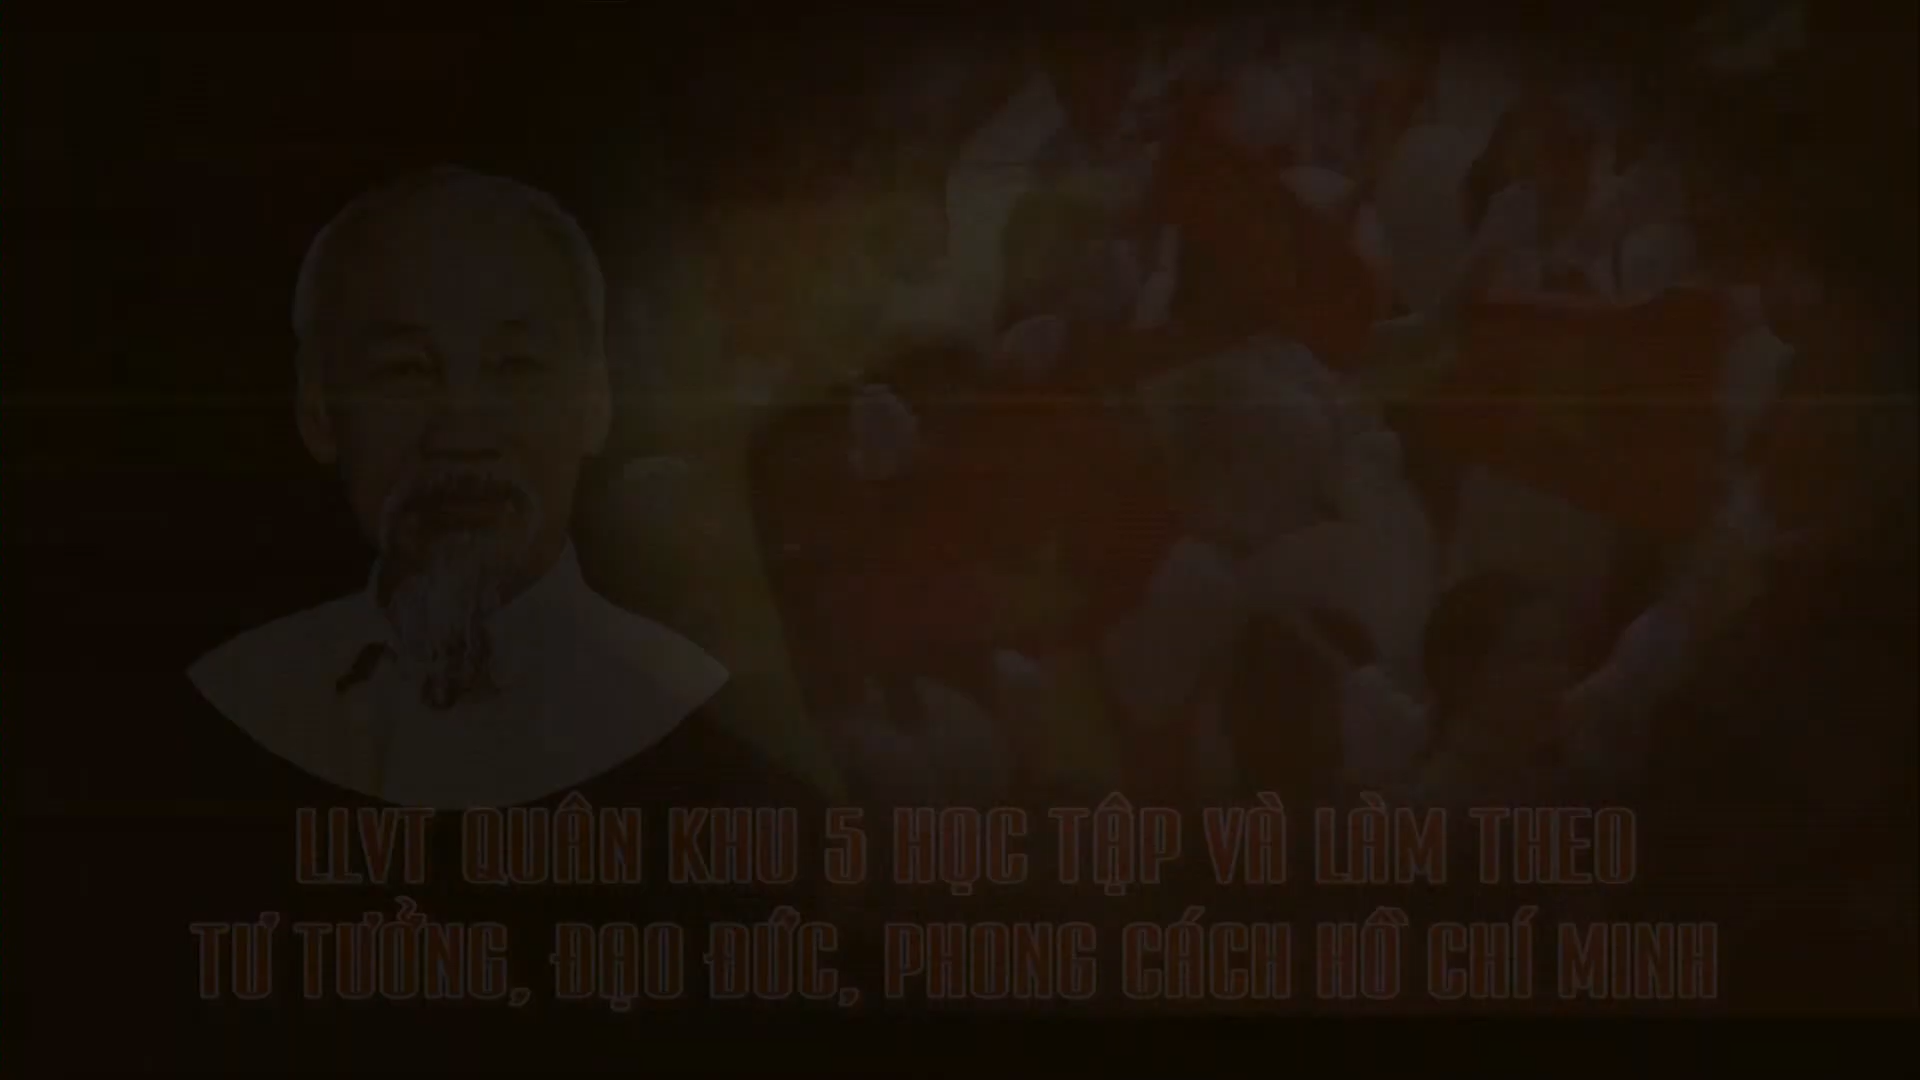 LLVT QUÂN KHU 5 HỌC TẬP VÀ LÀM THEO
TƯ TƯỞNG, ĐẠO ĐỨC, PHONG CÁCH HỒ CHÍ MINH